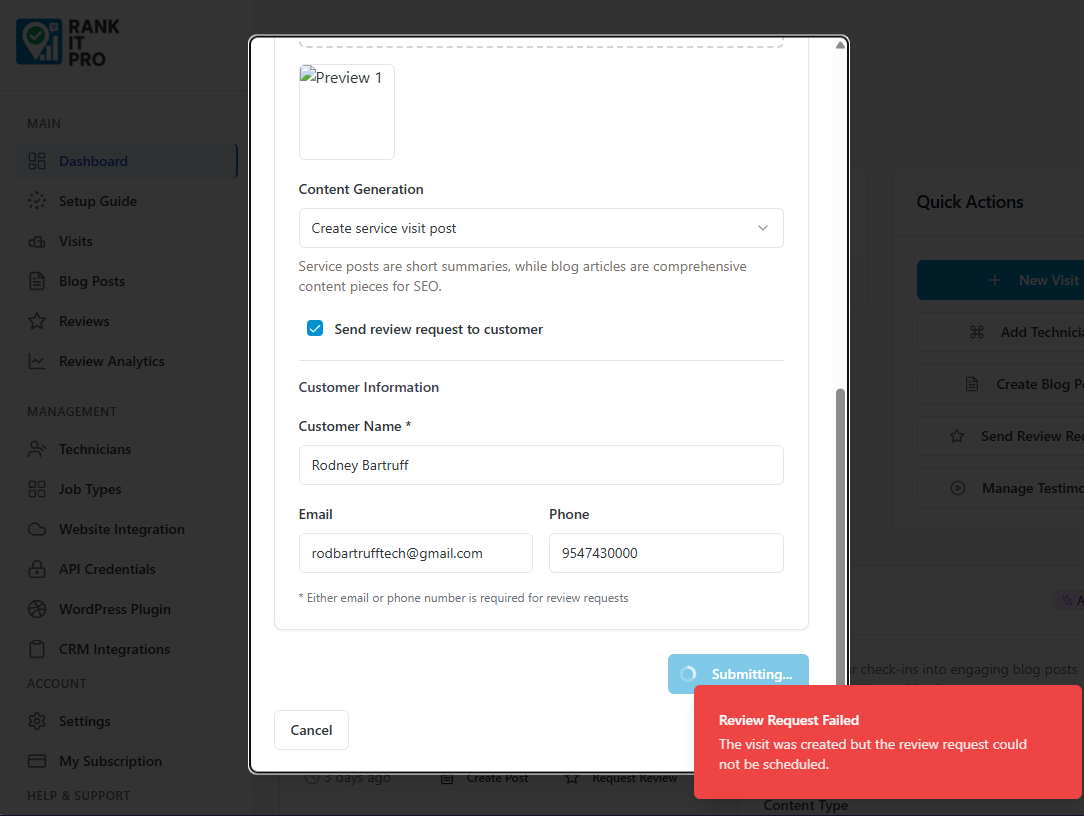 RANK
IT
PRO
MAIN
Dashboard
Setup Guide
Visits
Blog Posts
Reviews
Review Analytics
MANAGEMENT
Technicians
Job Types
Website Integration
API Credentials
WordPress Plugin
CRM Integrations
ACCOUNT
Settings
My Subscription
HELP & SUPPORT
Preview 1
Content Generation
Create service visit post
Service posts are short summaries, while blog articles are comprehensive
content pieces for SEO.
Send review request to customer
Customer Information
Customer Name *
Rodney Bartruff
Email
Phone
rodbartrufftech@gmail.com
9547430000
* Either email or phone number is required for review requests
Submitting...
Cancel
3 days ago
Create Post
Request Review
Quick Actions
New Visit
Add Technicia
Create Blog Po
Send Review Req
Manage Testimo
A
r check-ins into engaging blog posts
Review Request Failed
The visit was created but the review request could
not be scheduled.
Content Type